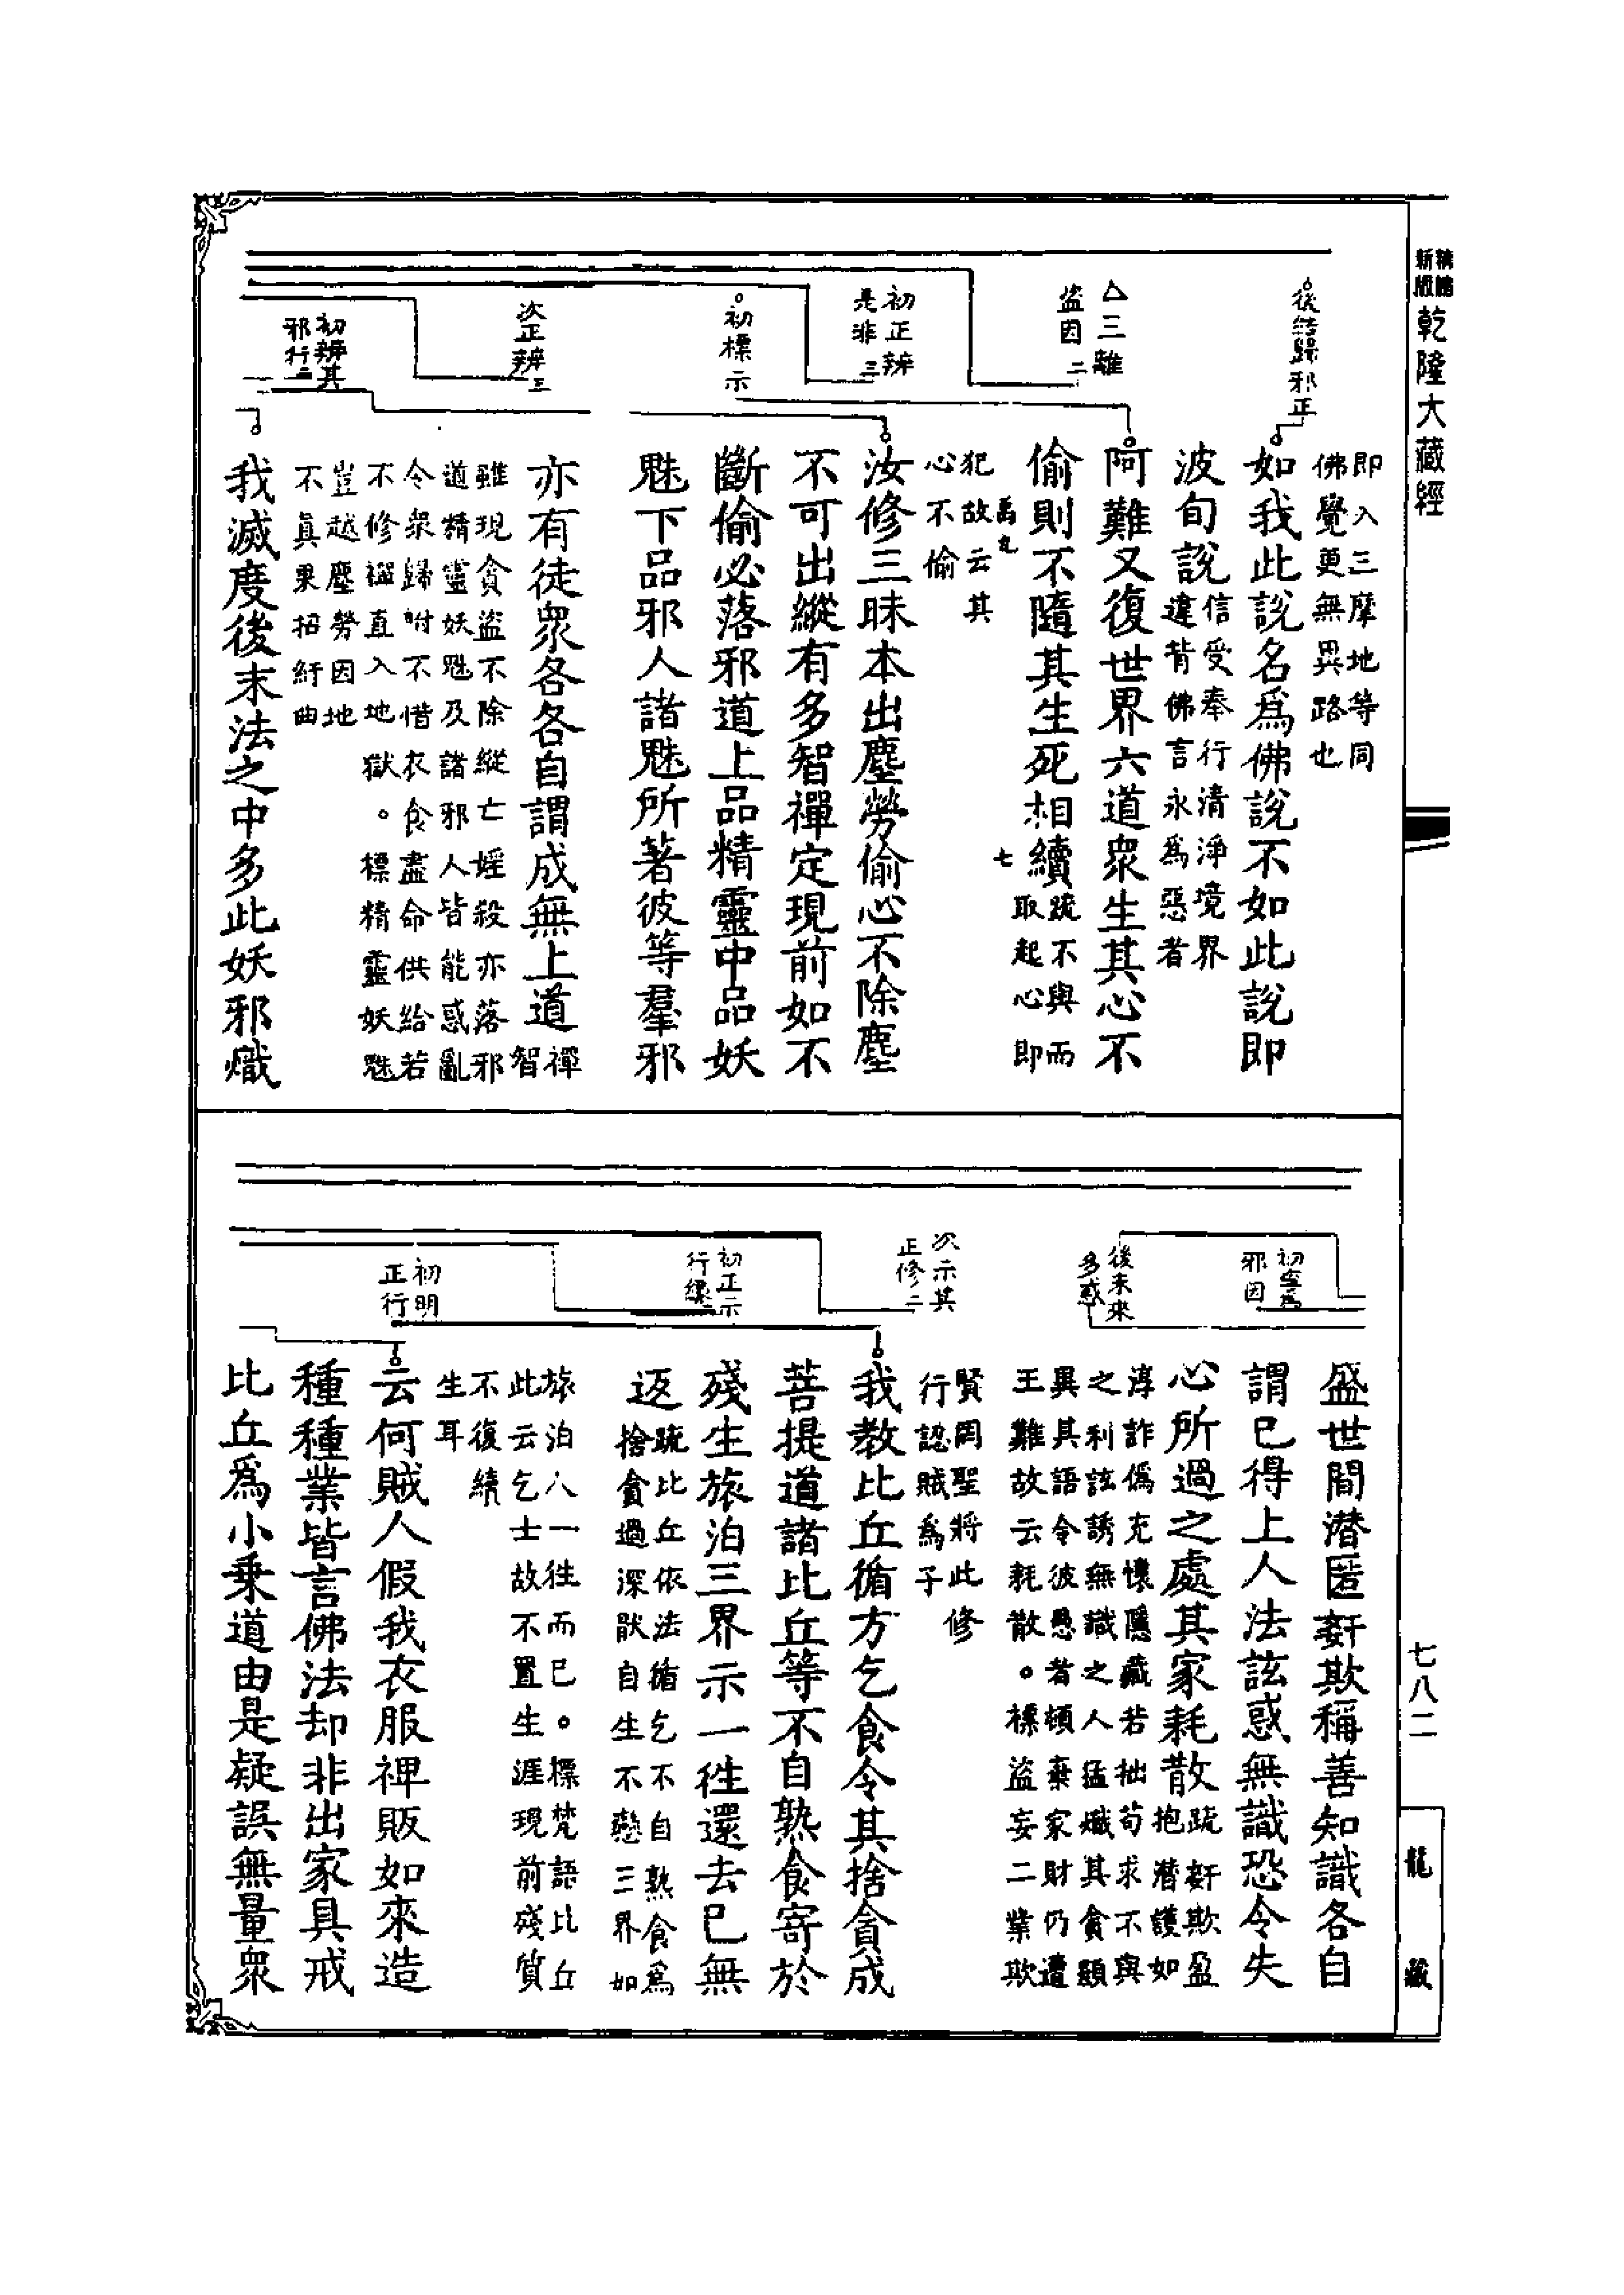 新版精縮
乾隆大藏經
後結歸邪正
即入三摩地等同
佛覺更無異路也
如我此說名爲佛說不如此說即
波旬說
信受奉行清淨境界
違背佛言永爲惡者
△三離
盜因二
阿難又復世界六道衆生其心不
偷則不隨其生死相續
疏不與而
取起心即
禹九
七
犯故云其
心不偷
初正辨
是非三
汝修三昧本出塵勞偷心不除塵
不可出縱有多智禪定現前如不
初標示
斷偷必落邪道上品精靈中品妖
魅下品邪人諸魅所著彼等羣邪
次正辨三
亦有徒衆各各自謂成無上道
禪
智
雖現貪盜不除縱亡婬殺亦落邪
道精靈妖魅及諸邪人皆能惑亂
令衆歸附不惜衣食盡命供給若
不修禪直入地獄。標精靈妖魅
豈越塵勞因地
不真果招紆曲
初辨其
邪行二
我滅度後末法之中多此妖邪熾
七八二
龍藏
初
邪因
盛世間潛匿姧欺稱善知識各自
謂已得上人法詃惑無識恐令失
後未來
多惑
心所過之處其家耗散
疏姧欺盈
抱潛護如
淳詐僞充懷隱藏若拙苟求不與
之利詃誘無識之人猛熾其貪顯
異其語令彼愚者頓棄家財仍遭
王難故云耗散。標盜妄二業欺
賢罔聖將此修
行認賊爲子
次示其
正修二
我教比丘循方乞食令其捨貪成
菩提道諸比丘等不自熟食寄於
初正示
行緣二
殘生旅泊三界示一往還去已無
返
疏比丘依法循乞不自熟食爲
捨貪過深猒自生不戀三界如
旅泊人一往而已。標梵語比丘
此云乞士故不置生涯現前殘質
不復續
生耳
初明
正行
云何賊人假我衣服裨販如來造
種種業皆言佛法却非出家具戒
比丘爲小乘道由是疑誤無量衆